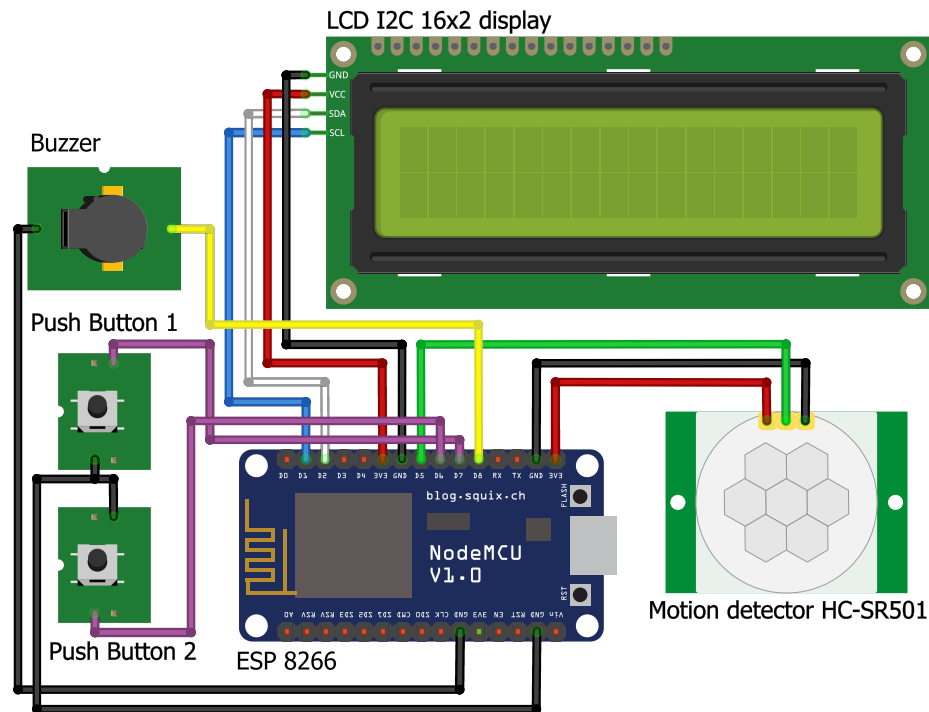 LCD I2C 16x2 display
GND
VCC
SDA
SCL
Buzzer
Push Button 1
D0 D1 D2 D3 D4 3V3 GND D5 D6 D7 D8 RX TX GND 3V3
blog.squix.ch
FLASH
NodeMCU
V1.0
RST
A0 RSV RSV SD3 SD2 SD1 CMD SD0 CLK GND 3V3 EN RST GND Vin
Motion detector HC-SR501
Push Button 2
ESP 8266